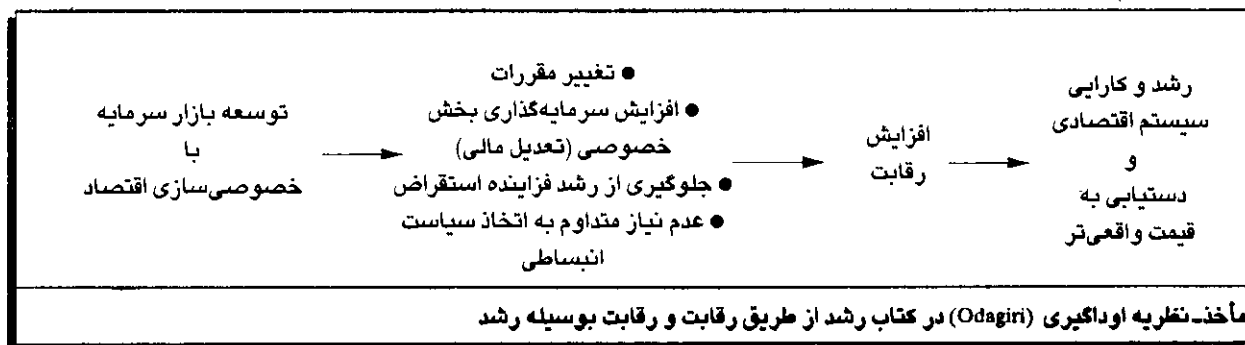 توسعه بازار سرمایه
با
خصوصی‌سازی اقتصاد
● تغییر مقررات
● افزایش سرمایه‌گذاری بخش
خصوصی (تعدیل مالی)
● جلوگیری از رشد فزاینده استقراض
● عدم نیاز متداوم به اتخاذ سیاست
انبساطی
افزایش
رقابت
رشد و کارایی
سیستم اقتصادی
و
دستیابی به
قیمت واقعی‌تر
مأخذ_نظریه اوداگیری (Odagiri) در کتاب رشد از طریق رقابت و رقابت بوسیله رشد